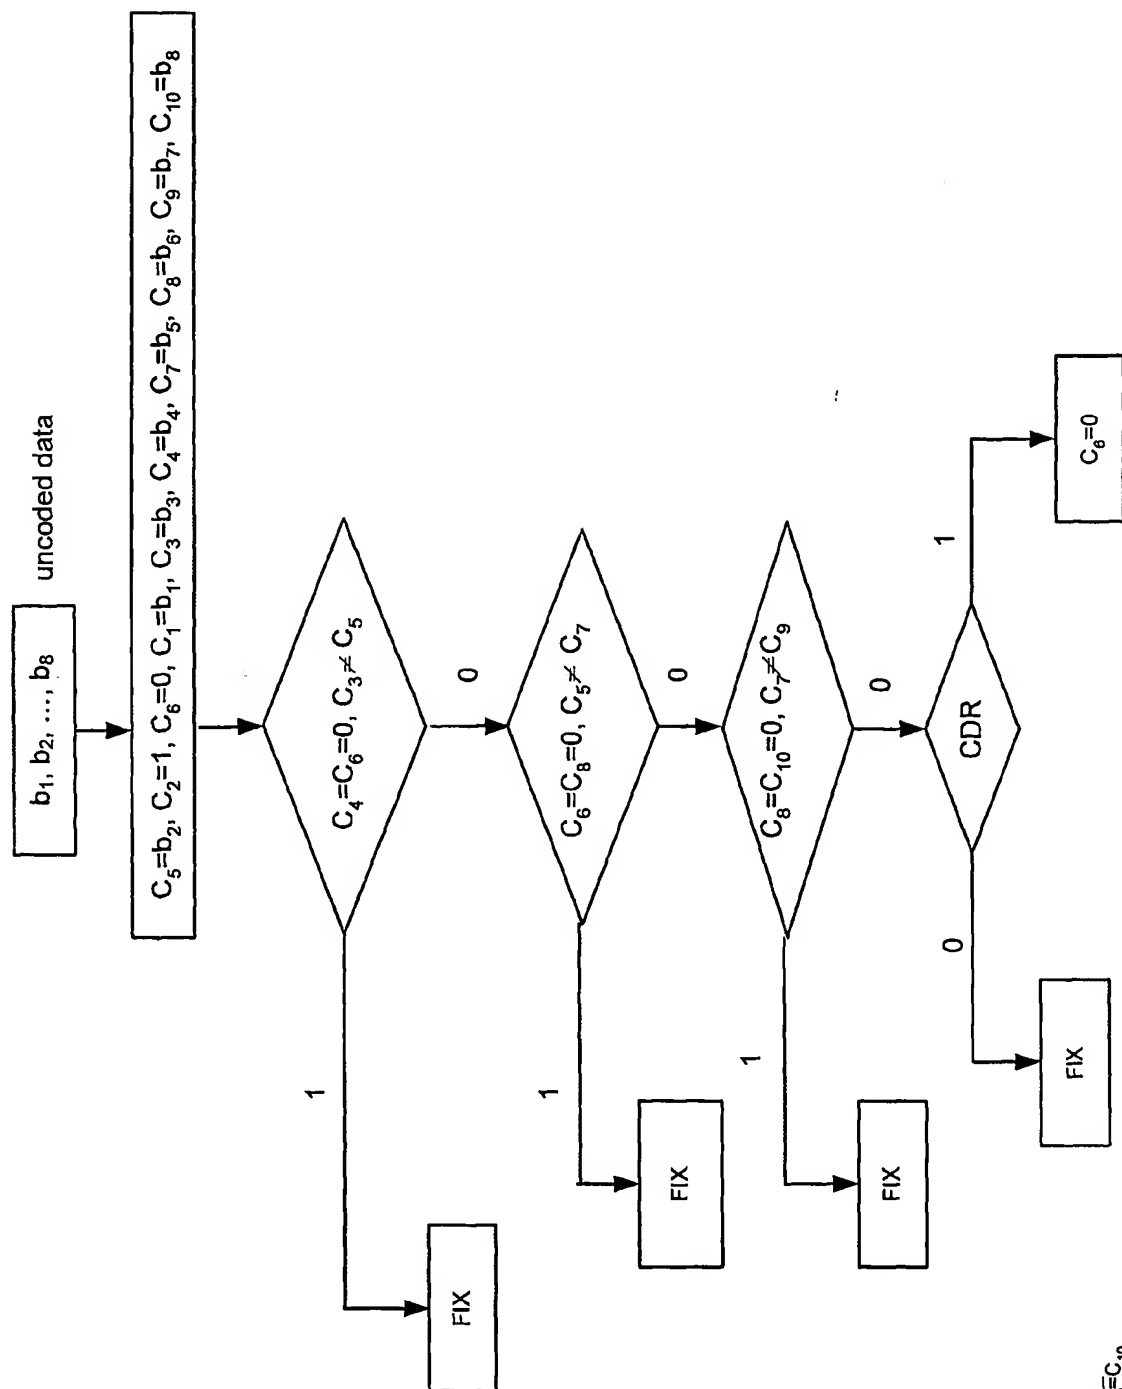 b₁, b₂, ..., b₈
uncoded data
C₅=b₂, C₂=1, C₆=0, C₁=b₁, C₃=b₃, C₄=b₄, C₇=b₅, C₈=b₆, C₉=b₇, C₁₀=b₈
C₄=C₆=0, C₃≠C₅
1
0
FIX
C₆=C₈=0, C₅≠C₇
1
0
FIX
C₈=C₁₀=0, C₇≠C₉
1
0
FIX
CDR
0
1
FIX
C₆=0
=C₁₀